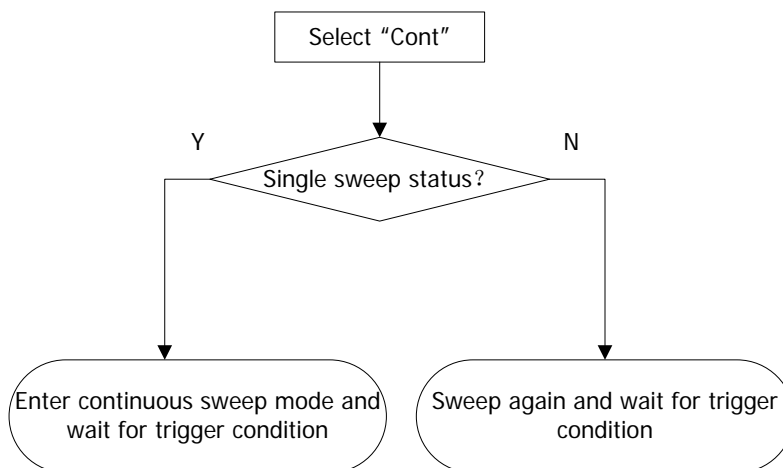 Select “Cont”
Y
N
Single sweep status？
Enter continuous sweep mode and
wait for trigger condition
Sweep again and wait for trigger
condition